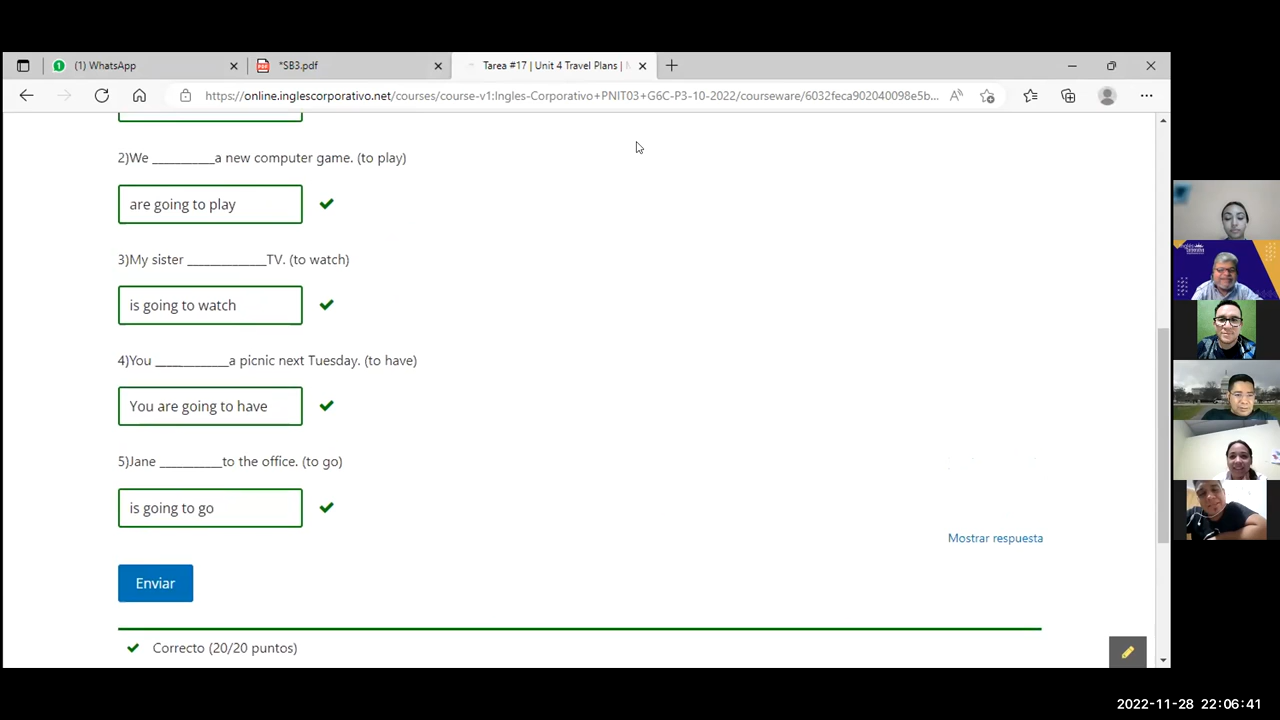 (1) WhatsApp
*SB3.pdf
Tarea #17 | Unit 4 Travel Plans |
https://online.inglescorporativo.net/courses/course-v1:Ingles-Corporativo+PNIT03+G6C-P3-10-2022/courseware/6032feca902040098e5b...
2)We __________a new computer game. (to play)
are going to play
3)My sister _____________TV. (to watch)
is going to watch
4)You ____________a picnic next Tuesday. (to have)
You are going to have
5)Jane __________to the office. (to go)
is going to go
Mostrar respuesta
Enviar
Correcto (20/20 puntos)
2022-11-28 22:06:41